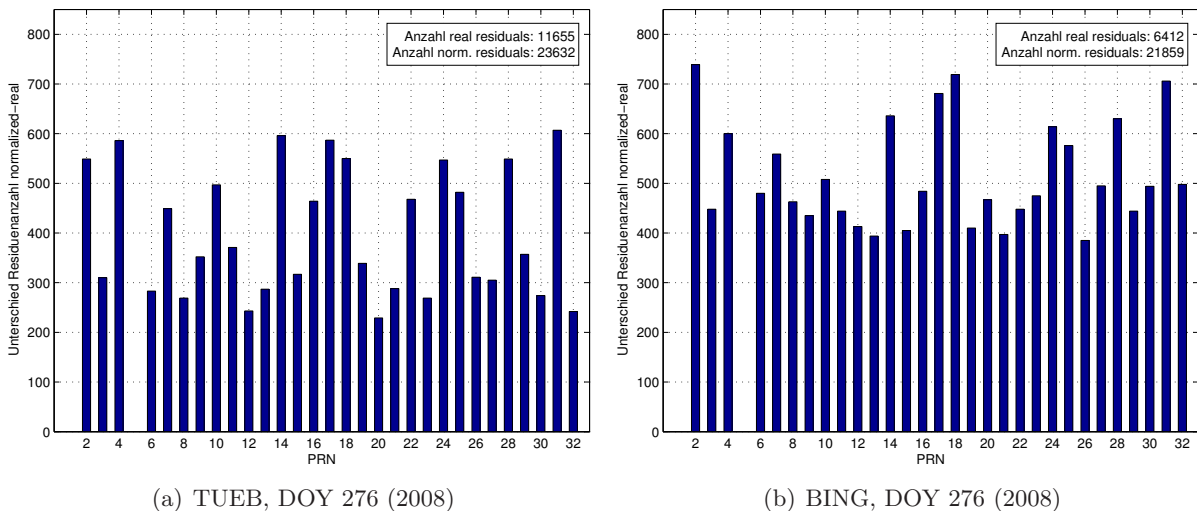 Anzahl real residuals: 11655
Anzahl norm. residuals: 23632
Unterschied Residuenanzahl normalized−real
800
700
600
500
400
300
200
100
0
2 4 6 8 10 12 14 16 18 20 22 24 26 28 30 32
PRN
(a) TUEB, DOY 276 (2008)
Anzahl real residuals: 6412
Anzahl norm. residuals: 21859
Unterschied Residuenanzahl normalized−real
800
700
600
500
400
300
200
100
0
2 4 6 8 10 12 14 16 18 20 22 24 26 28 30 32
PRN
(b) BING, DOY 276 (2008)